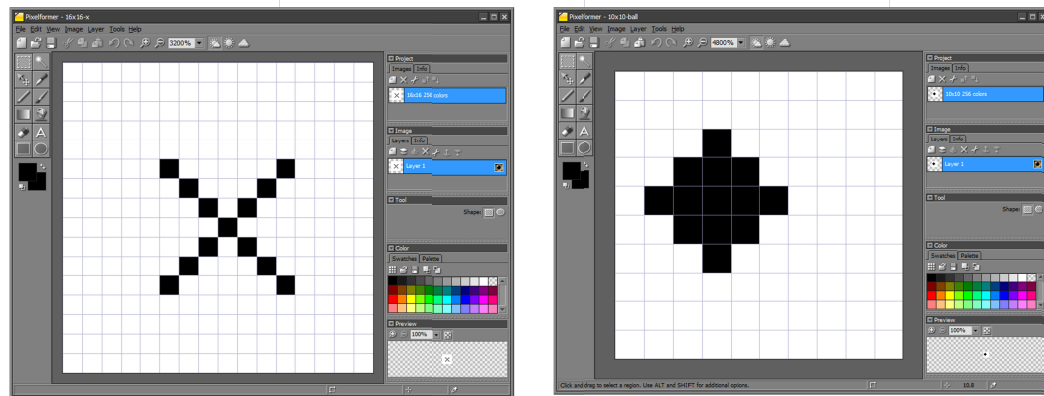 Pixelformer - 16x16-x
File Edit View Image Layer Tools Help
3200%
Project
Images Info
16x16 256 colors
Image
Layers Info
Layer 1
Tool
Shape:
Color
Swatches Palette
Preview
100%
Pixelformer - 10x10-ball
File Edit View Image Layer Tools Help
4800%
Project
Images Info
10x10 256 colors
Image
Layers Info
Layer 1
Tool
Shape:
Color
Swatches Palette
Preview
100%
Click and drag to select a region. Use ALT and SHIFT for additional options.
10.8